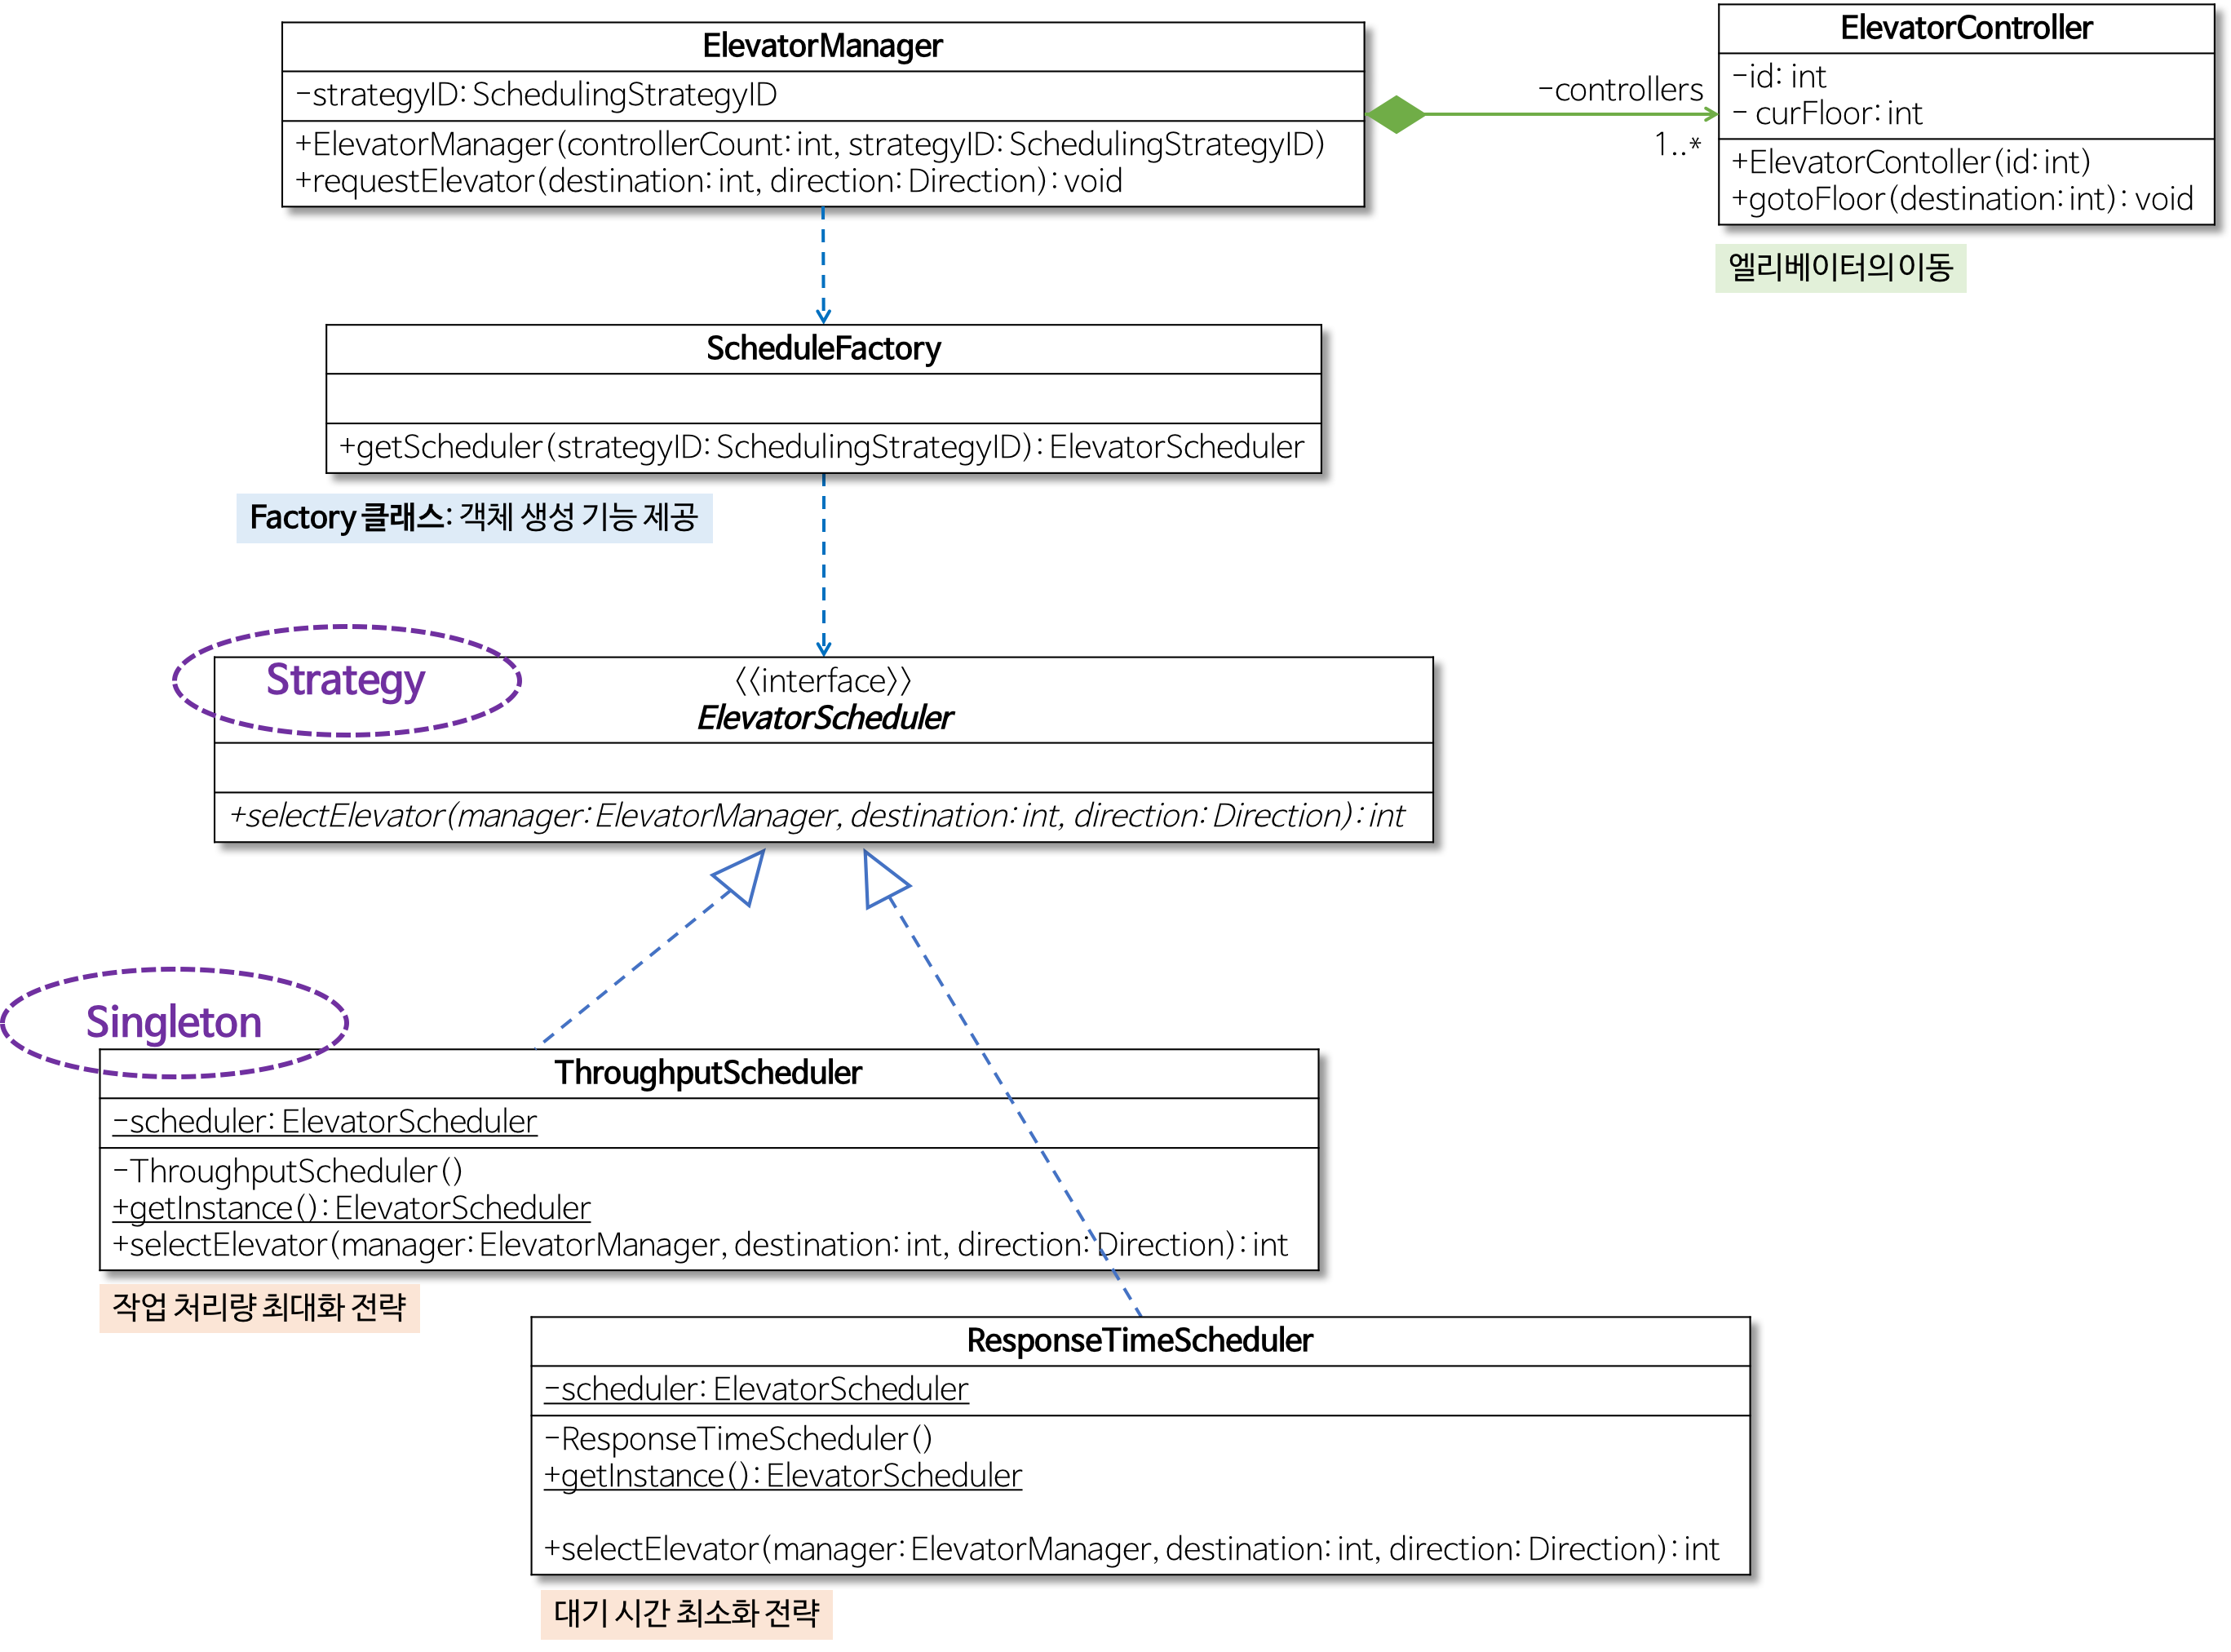 ElevatorManager
-strategyID: SchedulingStrategyID
+ElevatorManager(controllerCount: int, strategyID: SchedulingStrategyID)
+requestElevator(destination: int, direction: Direction): void
-controllers
1..*
ElevatorController
-id: int
- curFloor: int
+ElevatorContoller(id: int)
+gotoFloor(destination: int): void
엘리베이터의 이동
ScheduleFactory
+getScheduler(strategyID: SchedulingStrategyID): ElevatorScheduler
Factory 클래스: 객체 생성 기능 제공
Strategy
<<interface>>
ElevatorScheduler
+selectElevator(manager: ElevatorManager, destination: int, direction: Direction): int
Singleton
ThroughputScheduler
-scheduler: ElevatorScheduler
-ThroughputScheduler()
+getInstance(): ElevatorScheduler
+selectElevator(manager: ElevatorManager, destination: int, direction: Direction): int
작업 처리량 최대화 전략
ResponseTimeScheduler
-scheduler: ElevatorScheduler
-ResponseTimeScheduler()
+getInstance(): ElevatorScheduler
+selectElevator(manager: ElevatorManager, destination: int, direction: Direction): int
대기 시간 최소화 전략